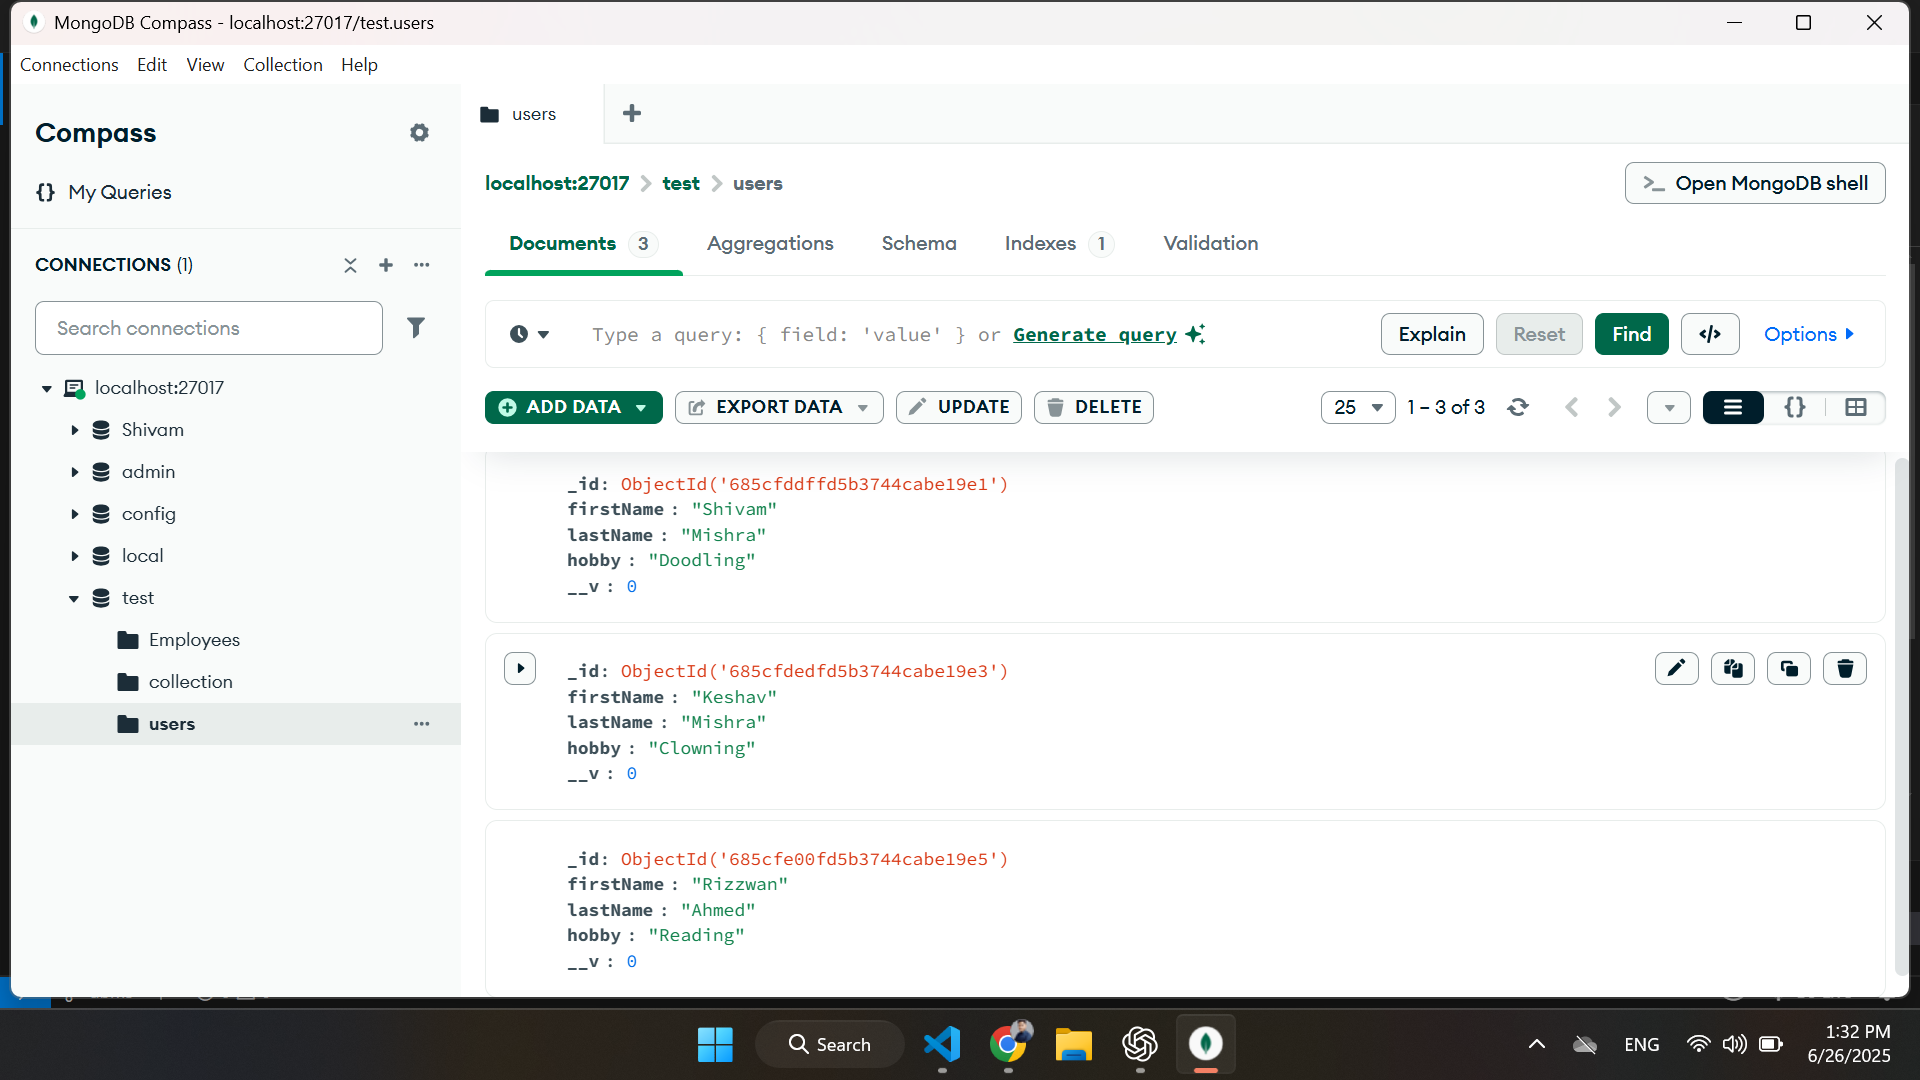 MongoDB Compass - localhost:27017/test.users
Connections Edit View Collection Help
Compass
users
{} My Queries
localhost:27017 > test > users
>_ Open MongoDB shell
Documents 3 Aggregations Schema Indexes 1 Validation
CONNECTIONS (1)
Search connections
Type a query: { field: 'value' } or Generate query
Explain Reset Find </> Options
ADD DATA EXPORT DATA UPDATE DELETE
25 1 – 3 of 3 {}
localhost:27017
Shivam
admin
config
local
test
Employees
collection
users
_id: ObjectId('685cfddffd5b3744cabe19e1')
firstName : "Shivam"
lastName : "Mishra"
hobby : "Doodling"
__v : 0
_id: ObjectId('685cfdedfd5b3744cabe19e3')
firstName : "Keshav"
lastName : "Mishra"
hobby : "Clowning"
__v : 0
_id: ObjectId('685cfe00fd5b3744cabe19e5')
firstName : "Rizzwan"
lastName : "Ahmed"
hobby : "Reading"
__v : 0
Search
ENG
1:32 PM
6/26/2025